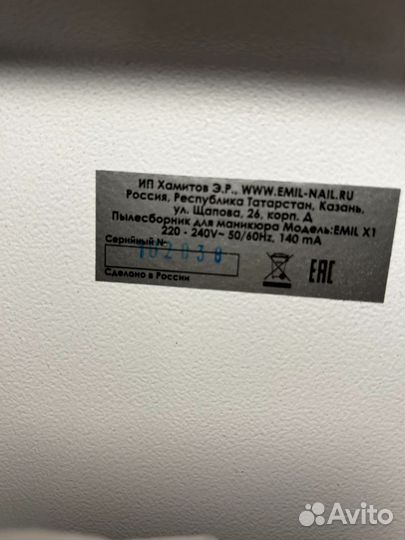 ИП Хамитов Э.Р., WWW.EMIL-NAIL.RU
Россия, Республика Татарстан, Казань,
ул. Щапова, 26, корп. Д
Пылесборник для маникюра Модель:EMIL X1
220 - 240V~ 50/60Hz, 140 mA
Серийный №
102038
Сделано в России
EAC
Avito